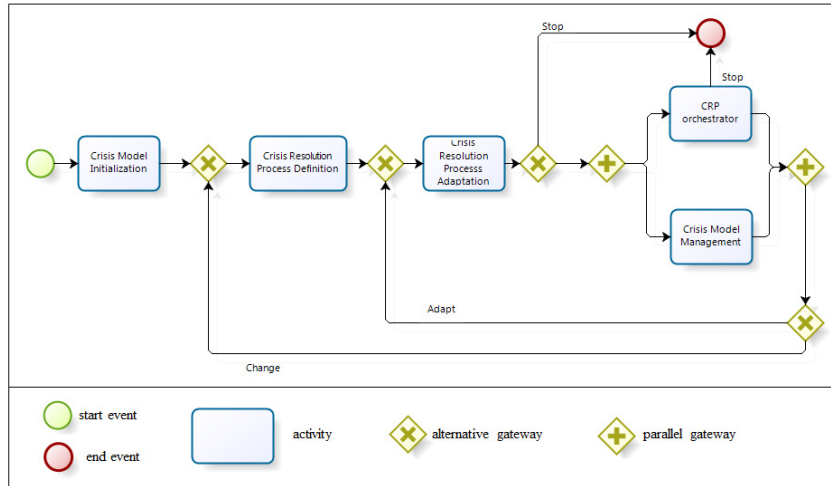 Stop
Stop
CRP
orchestrator
Crisis Model
Initialization
Crisis Resolution
Process Definition
Crisis
Resolution
Processs
Adaptation
Crisis Model
Management
Adapt
Change
start event
end event
activity
alternative gateway
parallel gateway